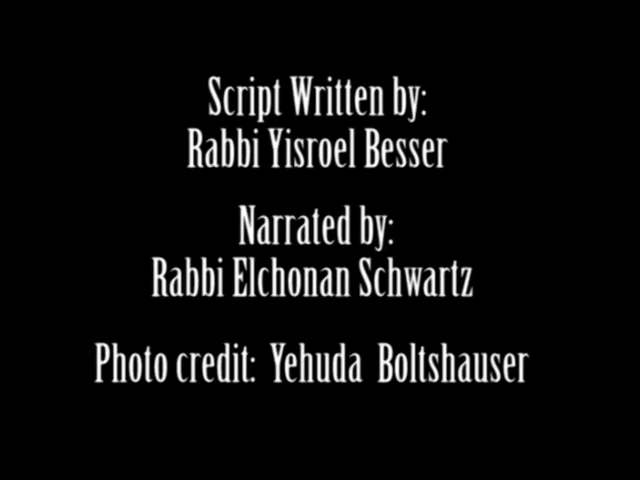 Script Written by:
Rabbi Yisroel Besser
Narrated by:
Rabbi Elchonan Schwartz
Photo credit: Yehuda Boltshauser